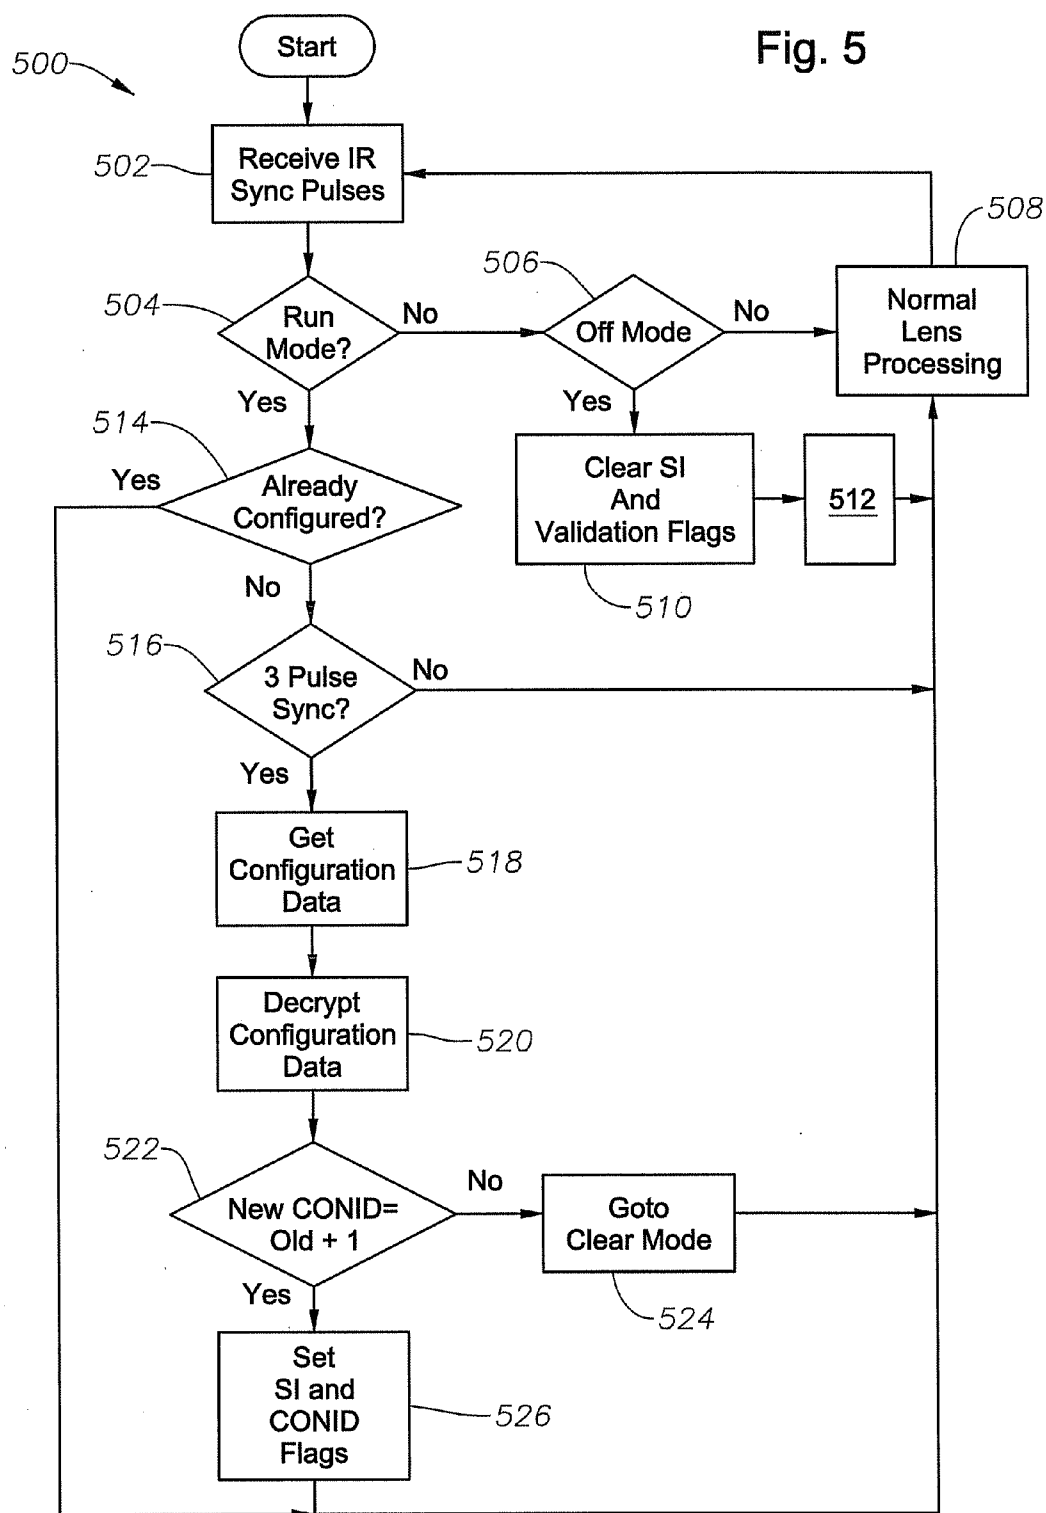 Fig. 5
500
Start
502
Receive IR
Sync Pulses
508
Normal
Lens
Processing
504
Run
Mode?
No
506
Off Mode
No
Yes
Yes
514
Already
Configured?
Yes
Clear SI
And
Validation Flags
510
512
No
516
3 Pulse
Sync?
No
Yes
Get
Configuration
Data
518
Decrypt
Configuration
Data
520
522
New CONID=
Old + 1
No
Goto
Clear Mode
524
Yes
Set
SI and
CONID
Flags
526